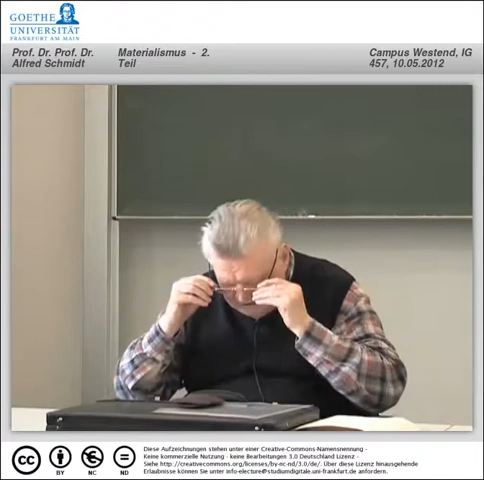 GOETHE
UNIVERSITÄT
FRANKFURT AM MAIN
Prof. Dr. Prof. Dr. Materialismus - 2. Campus Westend, IG
Alfred Schmidt Teil 457, 10.05.2012
cc BY NC ND
Diese Aufzeichnungen stehen unter einer Creative-Commons-Namensnennung -
Keine kommerzielle Nutzung - keine Bearbeitungen 3.0 Deutschland Lizenz -
Siehe http://creativecommons.org/licenses/by-nc-nd/3.0/de/. Über diese Lizenz hinausgehende
Erlaubnisse können Sie unter info-electure@studiumdigitale.uni-frankfurt.de anfordern.